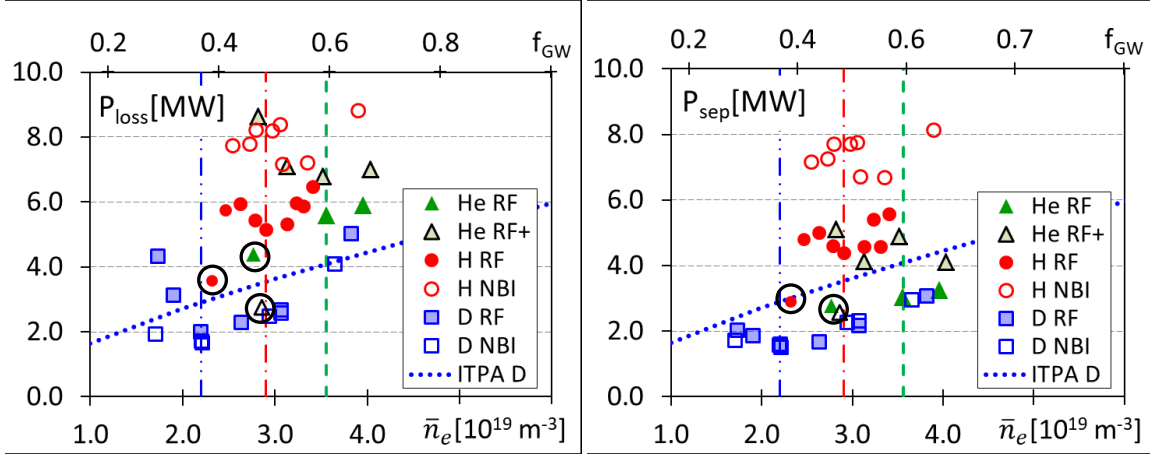 0.2 0.4 0.6 0.8 f_GW
10.0
P_loss[MW]
8.0
6.0
4.0
2.0
0.0
He RF
He RF+
H RF
H NBI
D RF
D NBI
ITPA D
1.0 2.0 3.0 4.0 n̅_e[10^19 m^-3]
0.2 0.4 0.6 0.7 f_GW
10.0
P_sep[MW]
8.0
6.0
4.0
2.0
0.0
He RF
He RF+
H RF
H NBI
D RF
D NBI
ITPA D
1.0 2.0 3.0 4.0 n̅_e[10^19 m^-3]